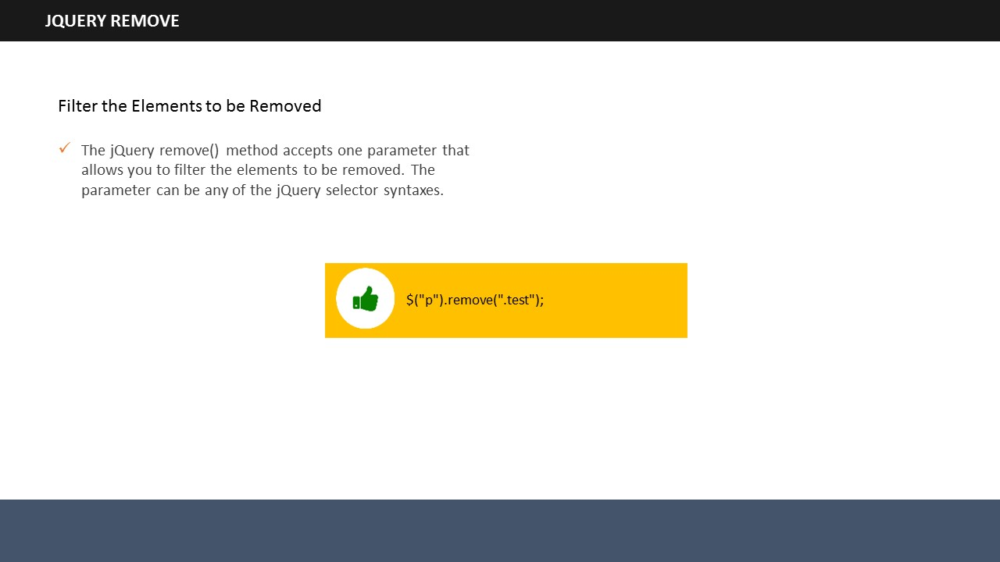 JQUERY REMOVE
Filter the Elements to be Removed
✓ The jQuery remove() method accepts one parameter that
allows you to filter the elements to be removed. The
parameter can be any of the jQuery selector syntaxes.
$("p").remove(".test");